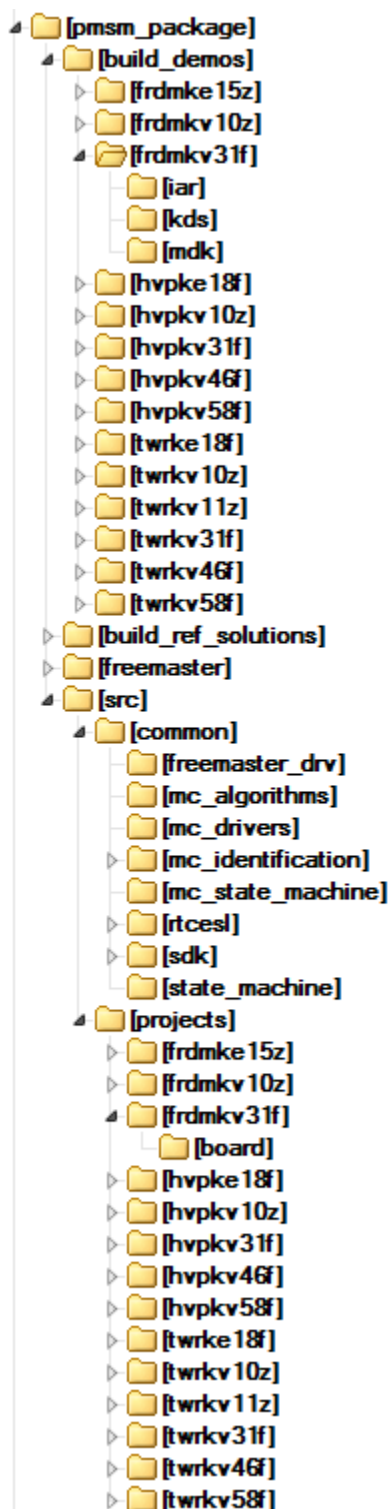 [pmsm_package]
[build_demos]
[frdmke15z]
[frdmkv10z]
[frdmkv31f]
[iar]
[kds]
[mdk]
[hvpke18f]
[hvpkv10z]
[hvpkv31f]
[hvpkv46f]
[hvpkv58f]
[twrke18f]
[twrkv10z]
[twrkv11z]
[twrkv31f]
[twrkv46f]
[twrkv58f]
[build_ref_solutions]
[freemaster]
[src]
[common]
[freemaster_drv]
[mc_algorithms]
[mc_drivers]
[mc_identification]
[mc_state_machine]
[rtcesl]
[sdk]
[state_machine]
[projects]
[frdmke15z]
[frdmkv10z]
[frdmkv31f]
[board]
[hvpke18f]
[hvpkv10z]
[hvpkv31f]
[hvpkv46f]
[hvpkv58f]
[twrke18f]
[twrkv10z]
[twrkv11z]
[twrkv31f]
[twrkv46f]
[twrkv58f]